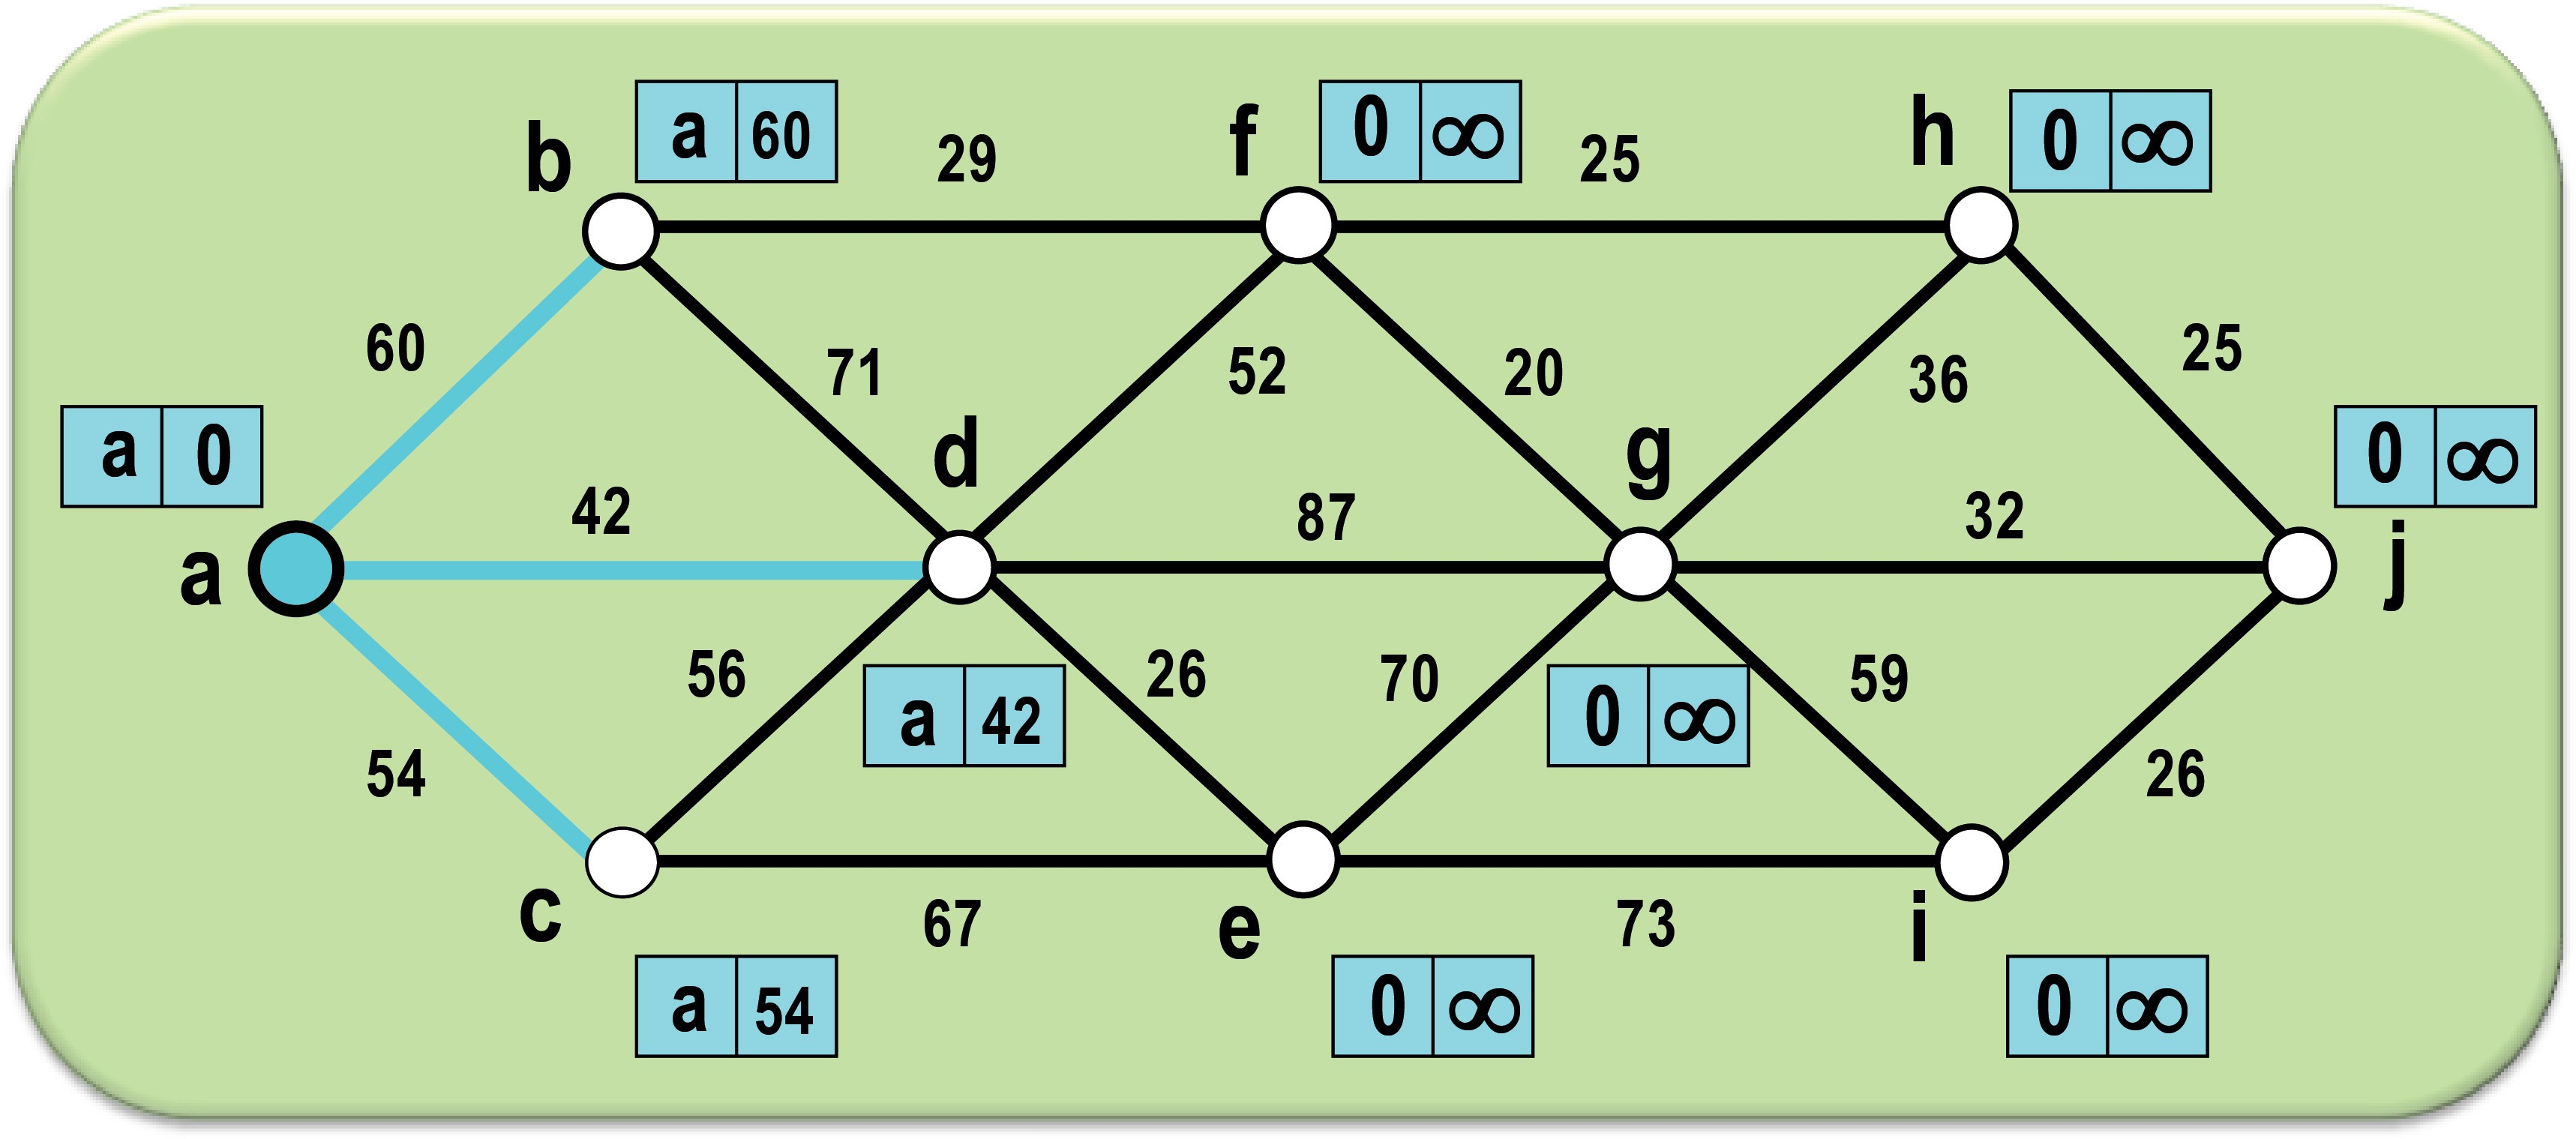 b a 60 29 f 0 ∞ 25 h 0 ∞
60 71 52 20 36 25
a 0 d g 0 ∞
42 87 32
a j
56 26 70 59
a 42 0 ∞
54 26
c e i
67 73
a 54 0 ∞ 0 ∞